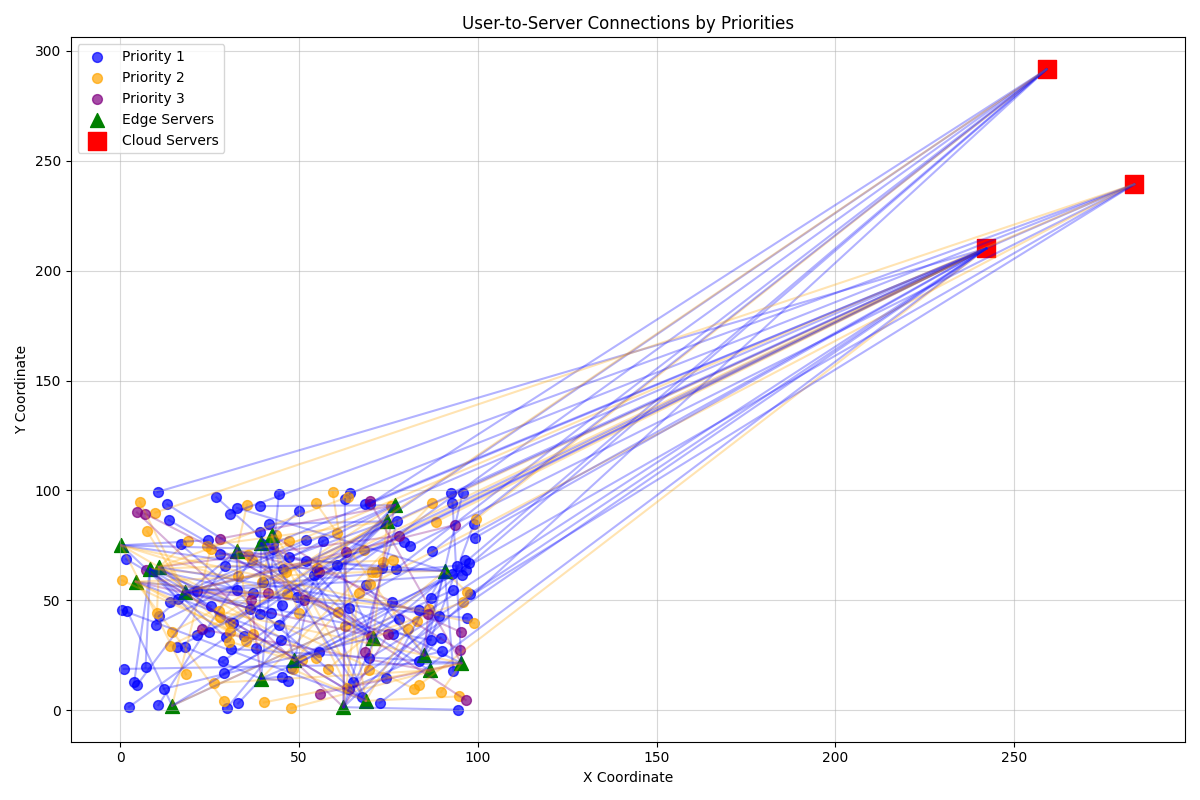 User-to-Server Connections by Priorities
Priority 1
Priority 2
Priority 3
Edge Servers
Cloud Servers
300
250
200
150
100
50
0
Y Coordinate
0 50 100 150 200 250
X Coordinate